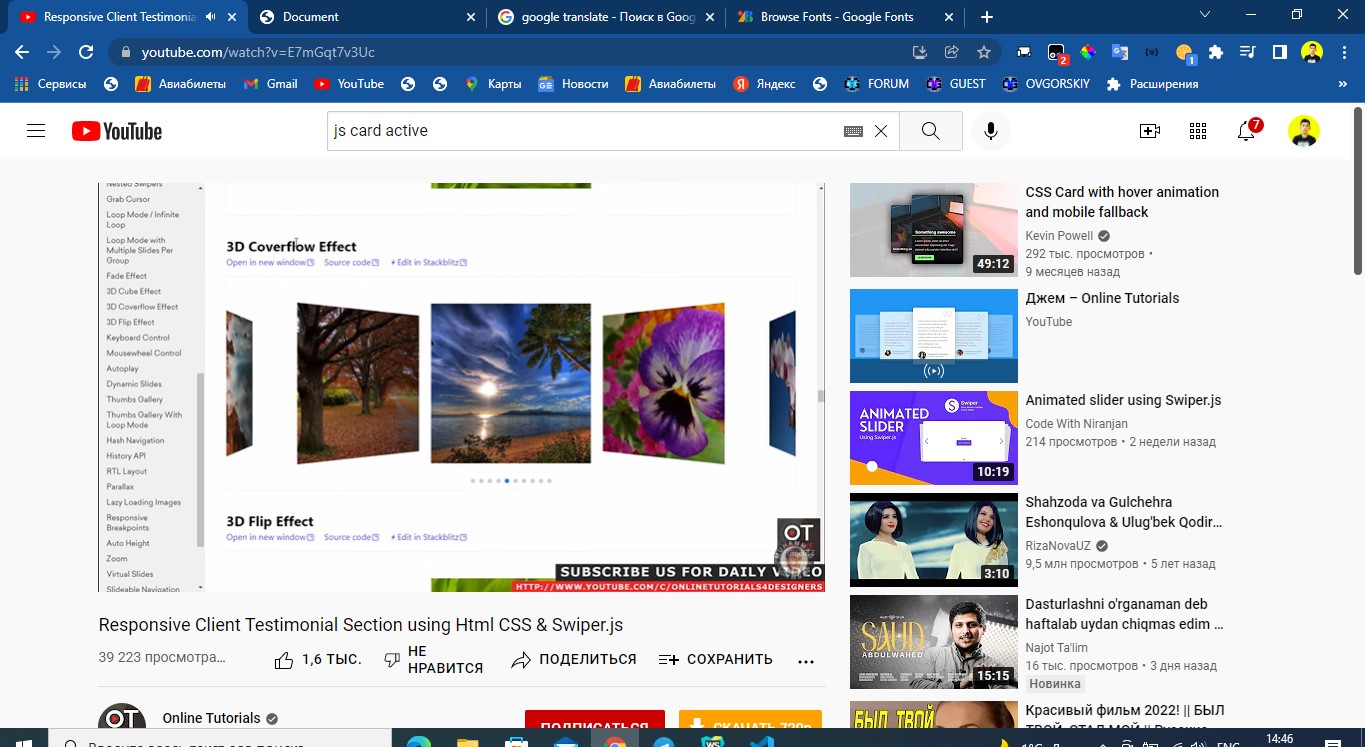 Responsive Client Testimonia
Document
google translate - Поиск в Goog
Browse Fonts - Google Fonts
youtube.com/watch?v=E7mGqt7v3Uc
2
1
Сервисы
Авиабилеты
Gmail
YouTube
Карты
Новости
Авиабилеты
Яндекс
FORUM
GUEST
OVGORSKIY
Расширения
YouTube
js card active
7
Nested Swipers
Grab Cursor
Loop Mode / Infinite
Loop
Loop Mode with
Multiple Slides Per
Group
Fade Effect
3D Cube Effect
3D Coverflow Effect
3D Flip Effect
Keyboard Control
Mousewheel Control
Autoplay
Dynamic Slides
Thumbs Gallery
Thumbs Gallery With
Loop Mode
Hash Navigation
History API
RTL Layout
Parallax
Lazy Loading Images
Responsive
Breakpoints
Auto Height
Zoom
Virtual Slides
Slideable Navigation
3D Coverflow Effect
Open in new window Source code Edit in Stackblitz
3D Flip Effect
Open in new window Source code Edit in Stackblitz
OT
SUBSCRIBE US FOR DAILY VIDEO
HTTP://WWW.YOUTUBE.COM/C/ONLINETUTORIALS4DESIGNERS
Responsive Client Testimonial Section using Html CSS & Swiper.js
39 223 просмотра...
1,6 ТЫС.
НЕ
НРАВИТСЯ
ПОДЕЛИТЬСЯ
СОХРАНИТЬ
OT
Online Tutorials
ПОДПИСАТЬСЯ
СКАЧАТЬ 720p
Something awesome
49:12
CSS Card with hover animation
and mobile fallback
Kevin Powell
292 тыс. просмотров •
9 месяцев назад
Джем – Online Tutorials
YouTube
ANIMATED
SLIDER
Using Swiper.js
Swiper
10:19
Animated slider using Swiper.js
Code With Niranjan
214 просмотров • 2 недели назад
3:10
Shahzoda va Gulchehra
Eshonqulova & Ulug'bek Qodir...
RizaNovaUZ
9,5 млн просмотров • 5 лет назад
SAUD
ABDULWAHED
15:15
Dasturlashni o'rganaman deb
haftalab uydan chiqmas edim ...
Najot Ta'lim
16 тыс. просмотров • 3 дня назад
Новинка
БЫЛ ТВОЙ
Красивый фильм 2022! || БЫЛ
14:46